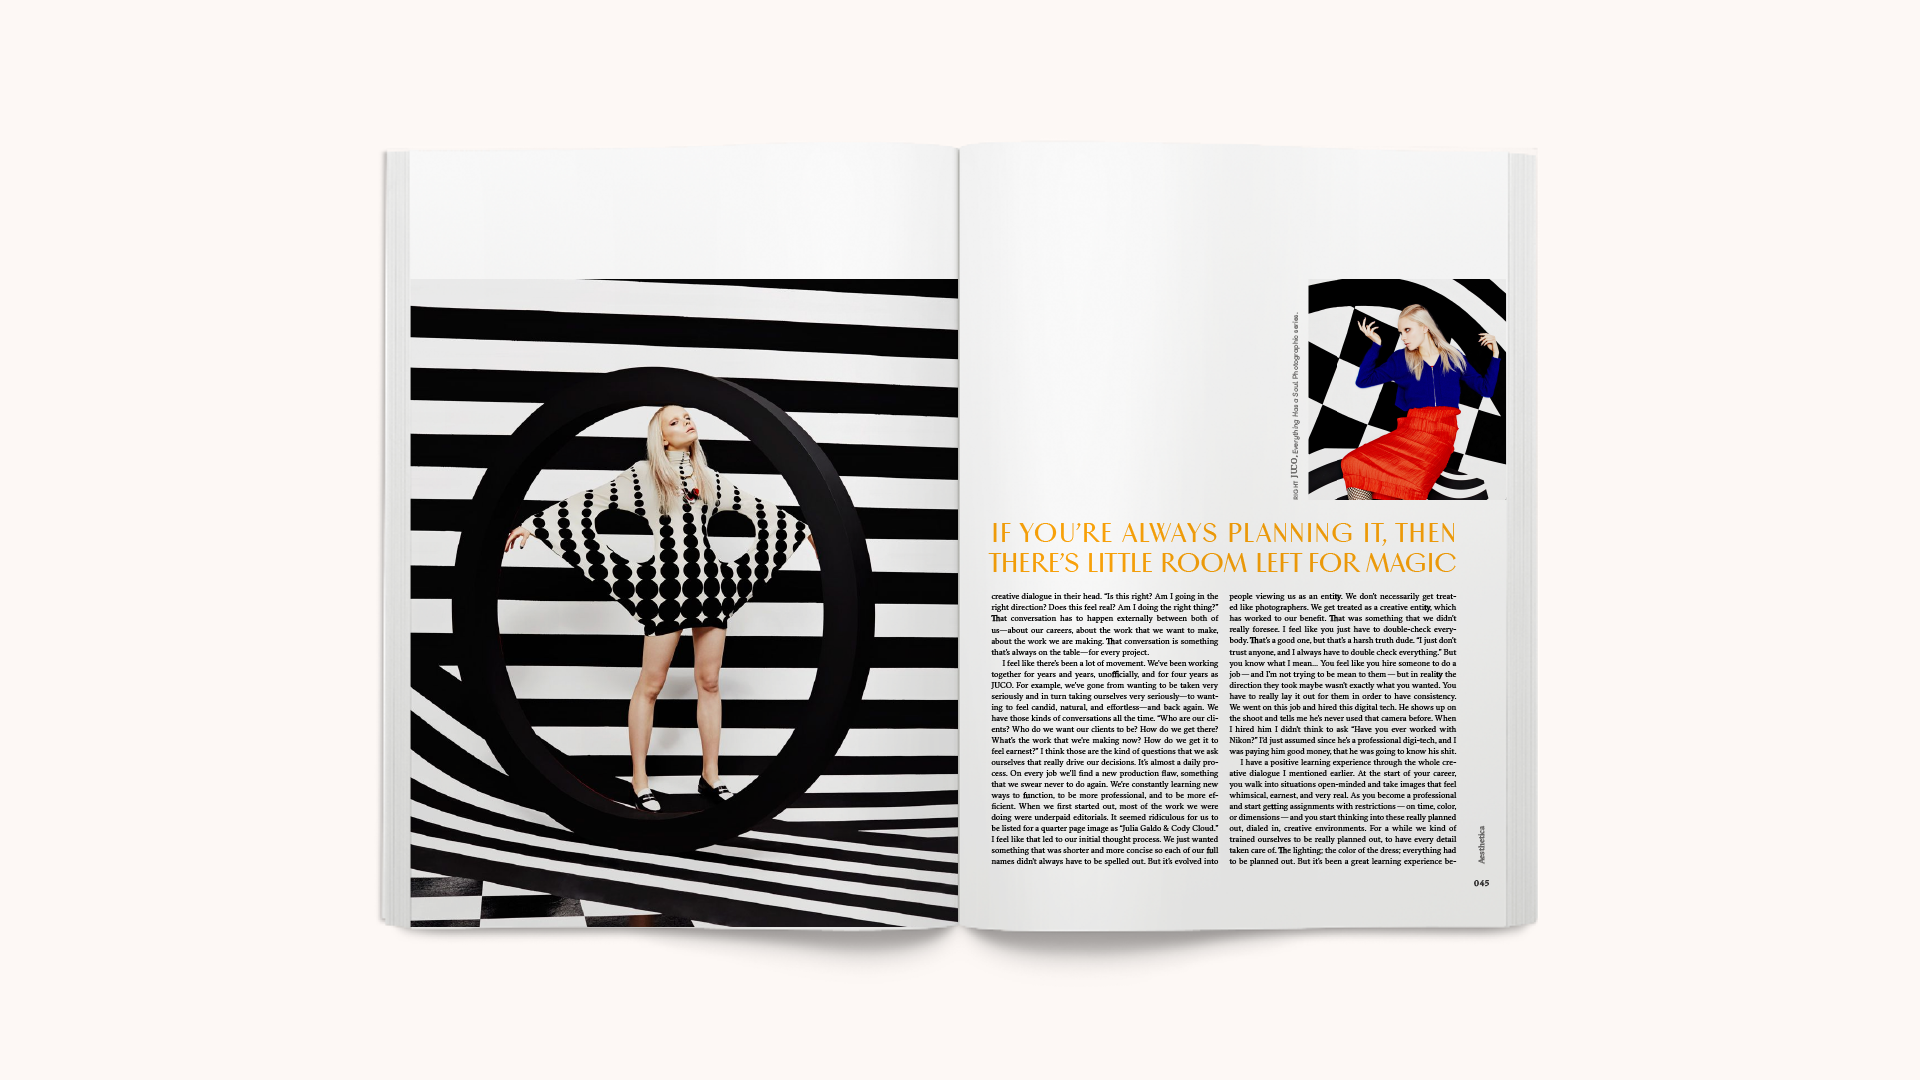 RIGHT JUCO, Everything Has a Soul. Photographic series.
IF YOU'RE ALWAYS PLANNING IT, THEN
THERE'S LITTLE ROOM LEFT FOR MAGIC
creative dialogue in their head. “Is this right? Am I going in the
right direction? Does this feel real? Am I doing the right thing?”
That conversation has to happen externally between both of
us—about our careers, about the work that we want to make,
about the work we are making. That conversation is something
that's always on the table—for every project.
I feel like there's been a lot of movement. We've been working
together for years and years, unofficially, and for four years as
JUCO. For example, we've gone from wanting to be taken very
seriously and in turn taking ourselves very seriously—to want-
ing to feel candid, natural, and effortless—and back again. We
have those kinds of conversations all the time. “Who are our cli-
ents? Who do we want our clients to be? How do we get there?
What's the work that we're making now? How do we get it to
feel earnest?” I think those are the kind of questions that we ask
ourselves that really drive our decisions. It's almost a daily pro-
cess. On every job we'll find a new production flaw, something
that we swear never to do again. We're constantly learning new
ways to function, to be more professional, and to be more ef-
ficient. When we first started out, most of the work we were
doing were underpaid editorials. It seemed ridiculous for us to
be listed for a quarter page image as “Julia Galdo & Cody Cloud.”
I feel like that led to our initial thought process. We just wanted
something that was shorter and more concise so each of our full
names didn't always have to be spelled out. But it's evolved into
people viewing us as an entity. We don't necessarily get treat-
ed like photographers. We get treated as a creative entity, which
has worked to our benefit. That was something that we didn't
really foresee. I feel like you just have to double-check every-
body. That's a good one, but that's a harsh truth dude. “I just don't
trust anyone, and I always have to double check everything.” But
you know what I mean... You feel like you hire someone to do a
job — and I'm not trying to be mean to them — but in reality the
direction they took maybe wasn't exactly what you wanted. You
have to really lay it out for them in order to have consistency.
We went on this job and hired this digital tech. He shows up on
the shoot and tells me he's never used that camera before. When
I hired him I didn't think to ask “Have you ever worked with
Nikon?” I'd just assumed since he's a professional digi-tech, and I
was paying him good money, that he was going to know his shit.
I have a positive learning experience through the whole cre-
ative dialogue I mentioned earlier. At the start of your career,
you walk into situations open-minded and take images that feel
whimsical, earnest, and very real. As you become a professional
and start getting assignments with restrictions — on time, color,
or dimensions — and you start thinking into these really planned
out, dialed in, creative environments. For a while we kind of
trained ourselves to be really planned out, to have every detail
taken care of. The lighting; the color of the dress; everything had
to be planned out. But it's been a great learning experience be-
Aesthetica
045